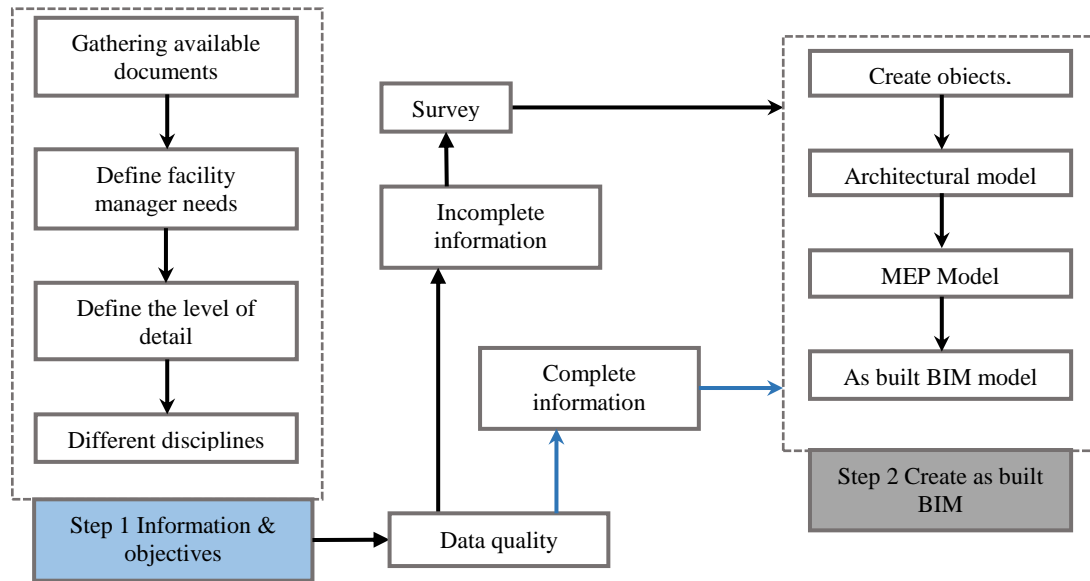 Gathering available
documents
Define facility
manager needs
Define the level of
detail
Different disciplines
Step 1 Information &
objectives
Survey
Incomplete
information
Complete
information
Data quality
Create objects.
Architectural model
MEP Model
As built BIM model
Step 2 Create as built
BIM